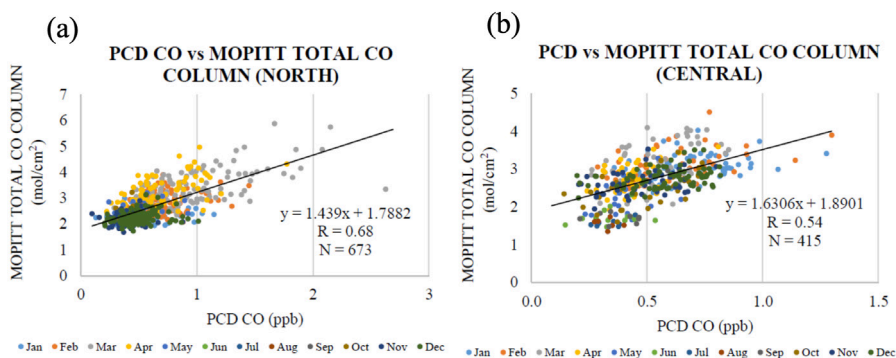 (a)
PCD CO vs MOPITT TOTAL CO
COLUMN (NORTH)
MOPITT TOTAL CO COLUMN
(mol/cm²)
7
6
5
4
3
2
1
0
y = 1.439x + 1.7882
R = 0.68
N = 673
0 1 2 3
PCD CO (ppb)
Jan Feb Mar Apr May Jun Jul Aug Sep Oct Nov Dec
(b)
PCD vs MOPITT TOTAL CO COLUMN
(CENTRAL)
MOPITT TOTAL CO COLUMN
(mol/cm²)
5
4
3
2
1
0
y = 1.6306x + 1.8901
R = 0.54
N = 415
0.0 0.5 1.0 1.5
PCD CO (ppb)
Jan Feb Mar Apr May Jun Jul Aug Sep Oct Nov Dec